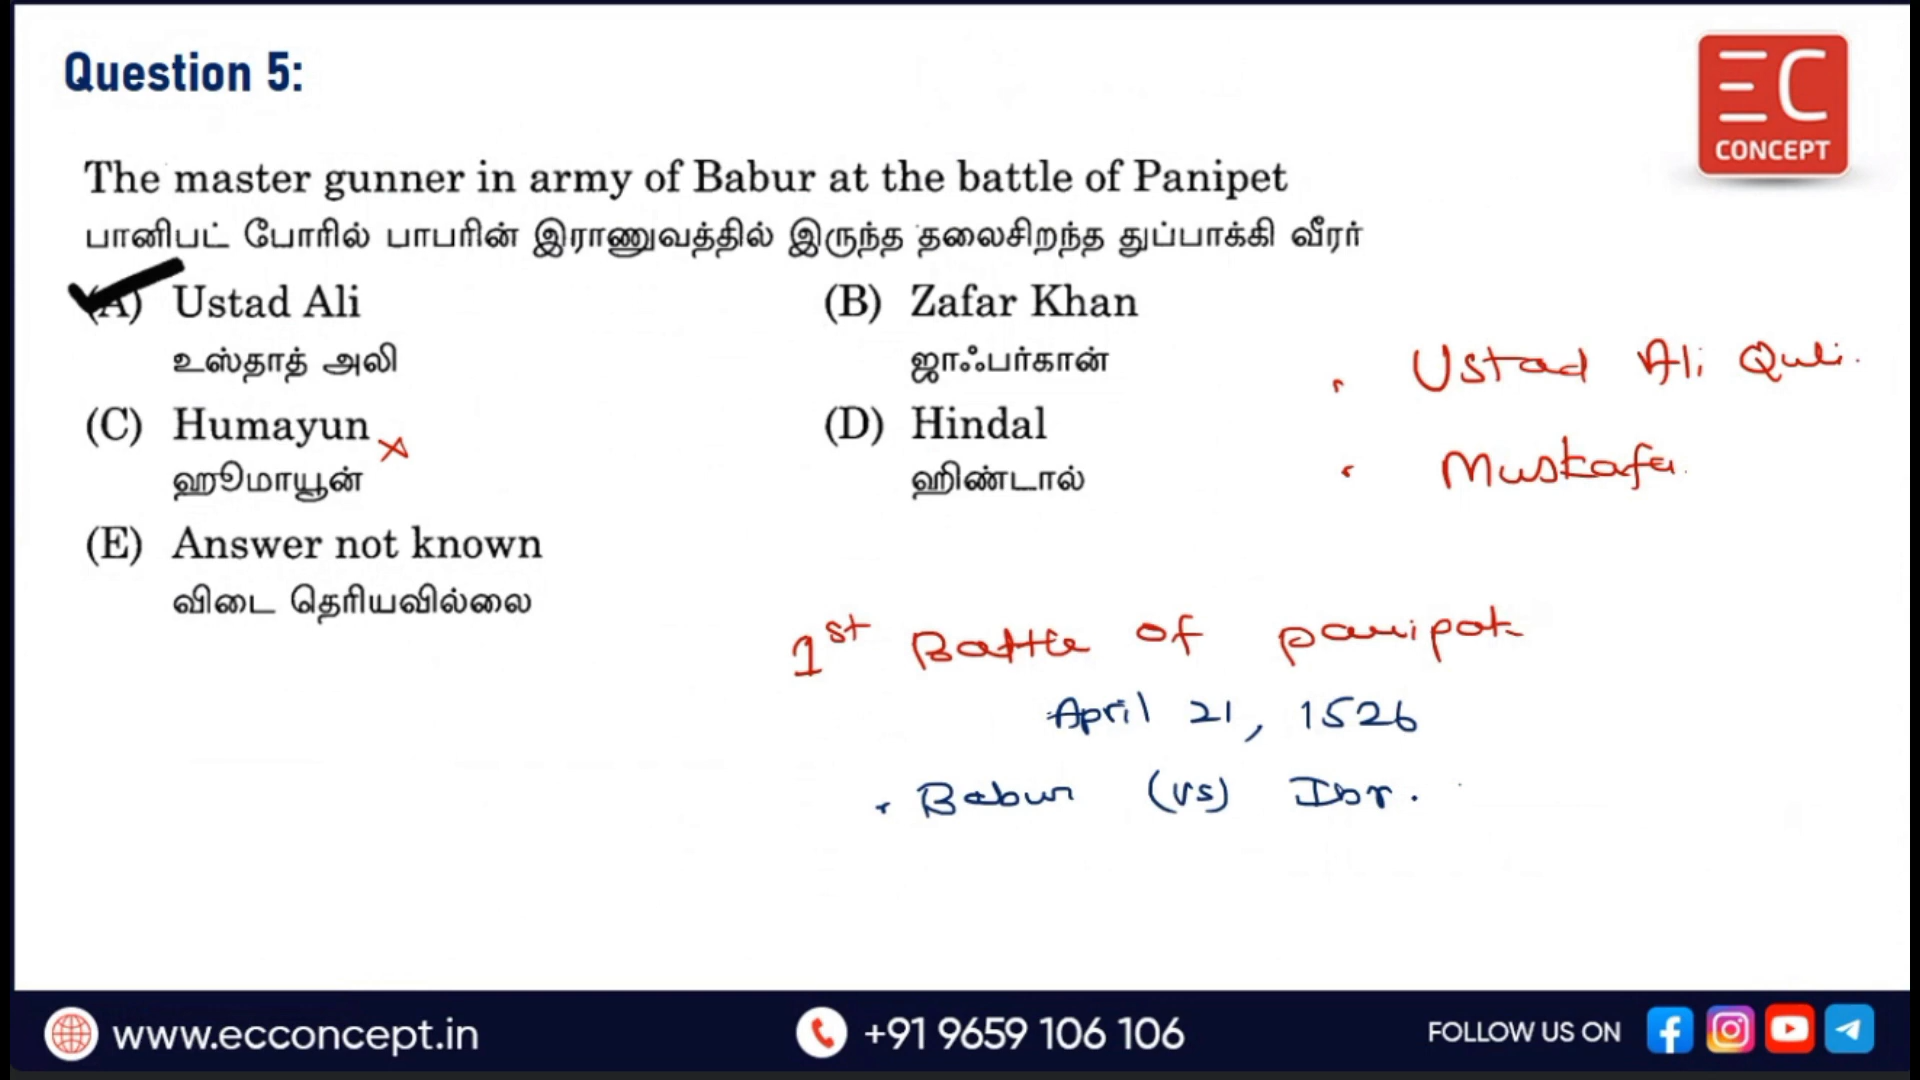 Question 5:
EC
CONCEPT
The master gunner in army of Babur at the battle of Panipet
பானிபட் போரில் பாபரின் இராணுவத்தில் இருந்த தலைசிறந்த துப்பாக்கி வீரர்
(A) Ustad Ali
உஸ்தாத் அலி
(B) Zafar Khan
ஜாஃபர்கான்
(C) Humayun
ஹூமாயூன்
(D) Hindal
ஹிண்டால்
(E) Answer not known
விடை தெரியவில்லை
Ustad Ali Quli.
Mustafa.
1st Battle of panipat
April 21, 1526
Babur (vs) Ibr.
www.ecconcept.in
+91 9659 106 106
FOLLOW US ON